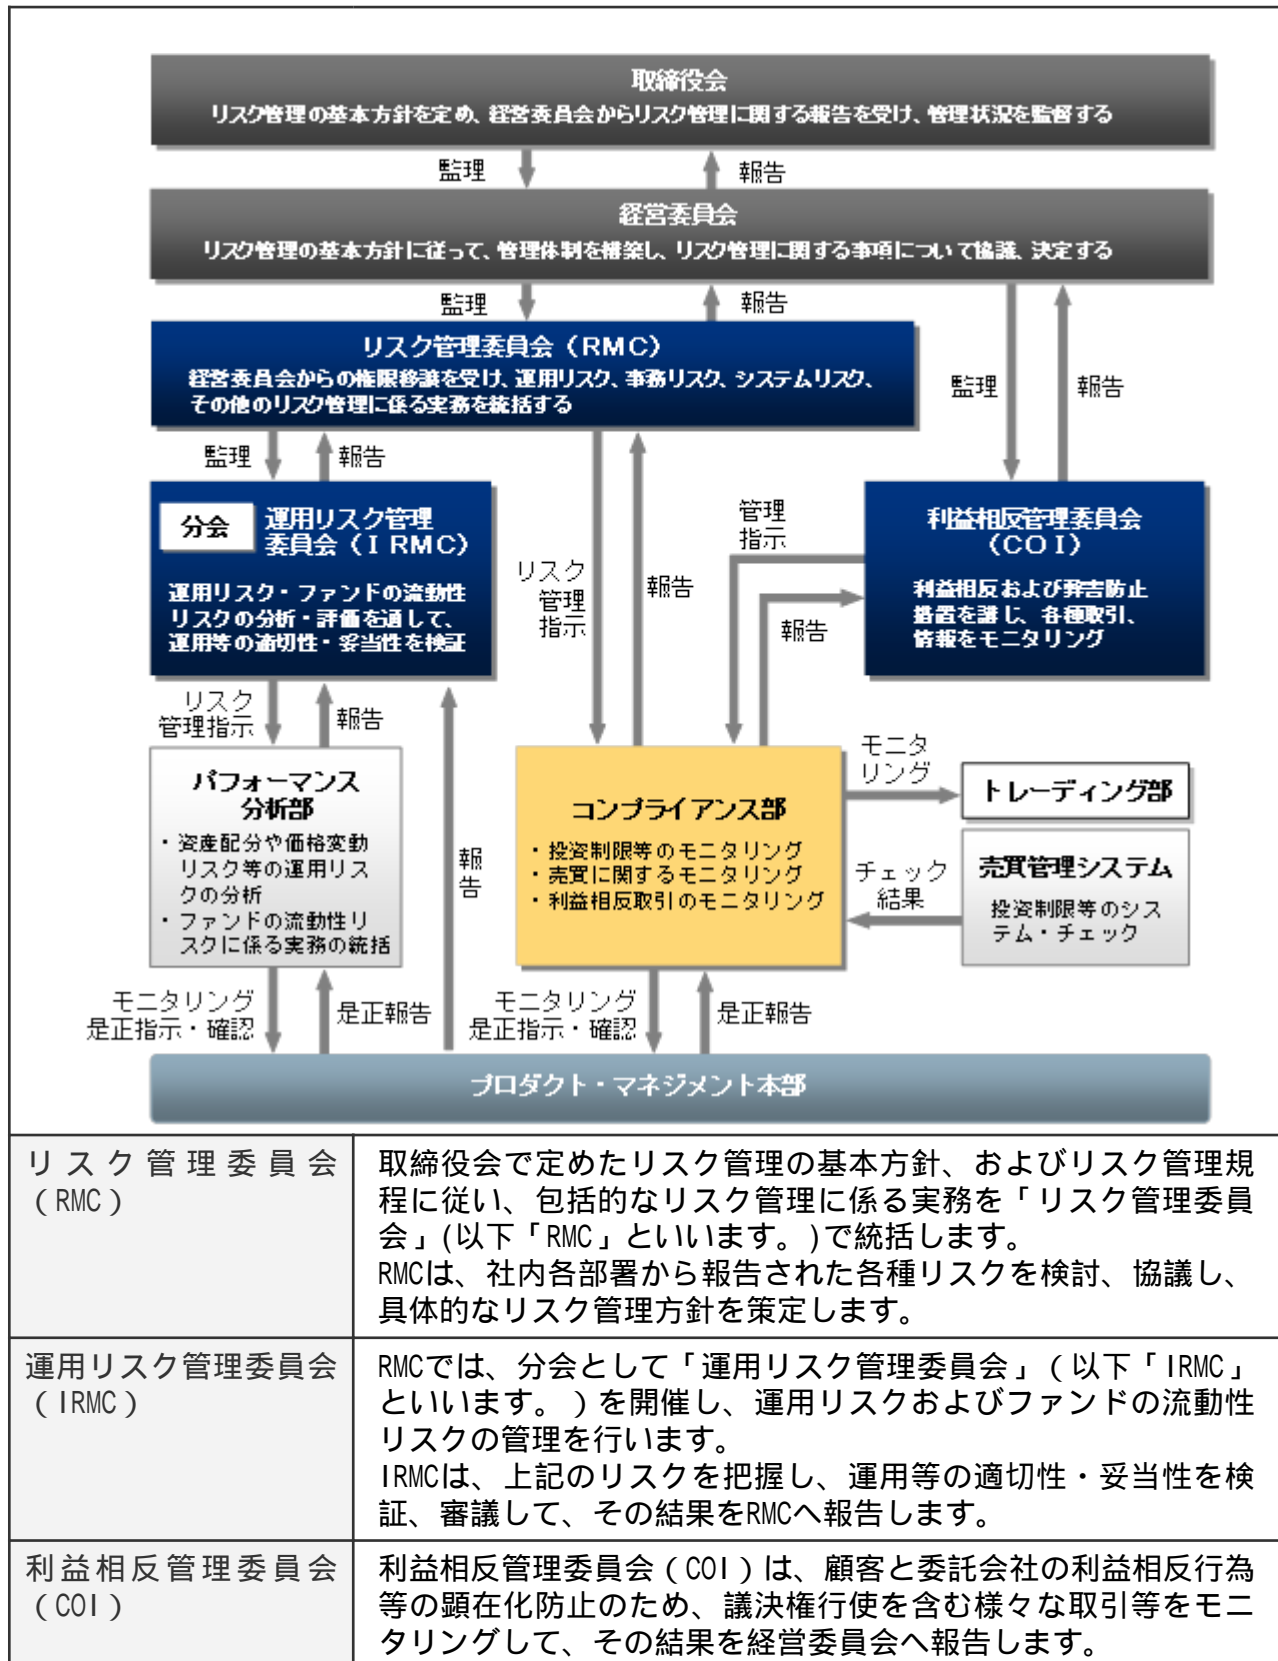 取締役会
リスク管理の基本方針を定め、経営委員会からリスク管理に関する報告を受け、管理状況を監督する
監理
報告
経営委員会
リスク管理の基本方針に従って、管理体制を構築し、リスク管理に関する事項について協議、決定する
監理
報告
リスク管理委員会（RMC）
経営委員会からの権限移譲を受け、運用リスク、事務リスク、システムリスク、
その他のリスク管理に係る実務を統括する
監理
報告
監理
報告
分会
運用リスク管理
委員会（IRMC）
運用リスク・ファンドの流動性
リスクの分析・評価を通して、
運用等の適切性・妥当性を検証
リスク
管理
指示
報告
管理
指示
報告
利益相反管理委員会
（COI）
利益相反および弊害防止
措置を講じ、各種取引、
情報をモニタリング
リスク
管理指示
報告
報
告
パフォーマンス
分析部
・資産配分や価格変動
リスク等の運用リス
クの分析
・ファンドの流動性リ
スクに係る実務の統括
コンプライアンス部
・投資制限等のモニタリング
・売買に関するモニタリング
・利益相反取引のモニタリング
モニタ
リング
トレーディング部
チェック
結果
売買管理システム
投資制限等のシス
テム・チェック
モニタリング
是正指示・確認
是正報告
モニタリング
是正指示・確認
是正報告
プロダクト・マネジメント本部
リスク管理委員会
（RMC）
取締役会で定めたリスク管理の基本方針、およびリスク管理規
程に従い、包括的なリスク管理に係る実務を「リスク管理委員
会」(以下「RMC」といいます。)で統括します。
RMCは、社内各部署から報告された各種リスクを検討、協議し、
具体的なリスク管理方針を策定します。
運用リスク管理委員会
（IRMC）
RMCでは、分会として「運用リスク管理委員会」（以下「IRMC」
といいます。）を開催し、運用リスクおよびファンドの流動性
リスクの管理を行います。
IRMCは、上記のリスクを把握し、運用等の適切性・妥当性を検
証、審議して、その結果をRMCへ報告します。
利益相反管理委員会
（COI）
利益相反管理委員会（COI）は、顧客と委託会社の利益相反行為
等の顕在化防止のため、議決権行使を含む様々な取引等をモニ
タリングして、その結果を経営委員会へ報告します。